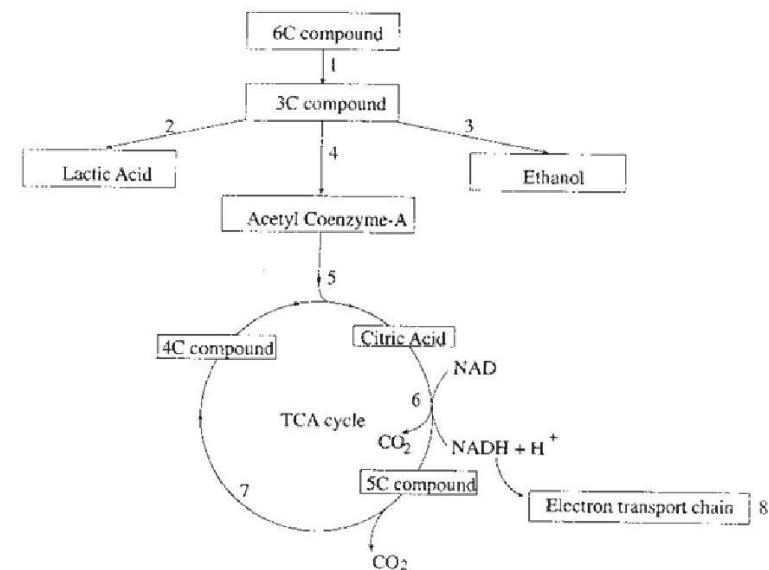 6C compound
1
3C compound
2
3
4
Lactic Acid
Ethanol
Acetyl Coenzyme-A
5
4C compound
Citric Acid
NAD
6
TCA cycle
CO2
NADH + H+
5C compound
7
Electron transport chain
8
CO2